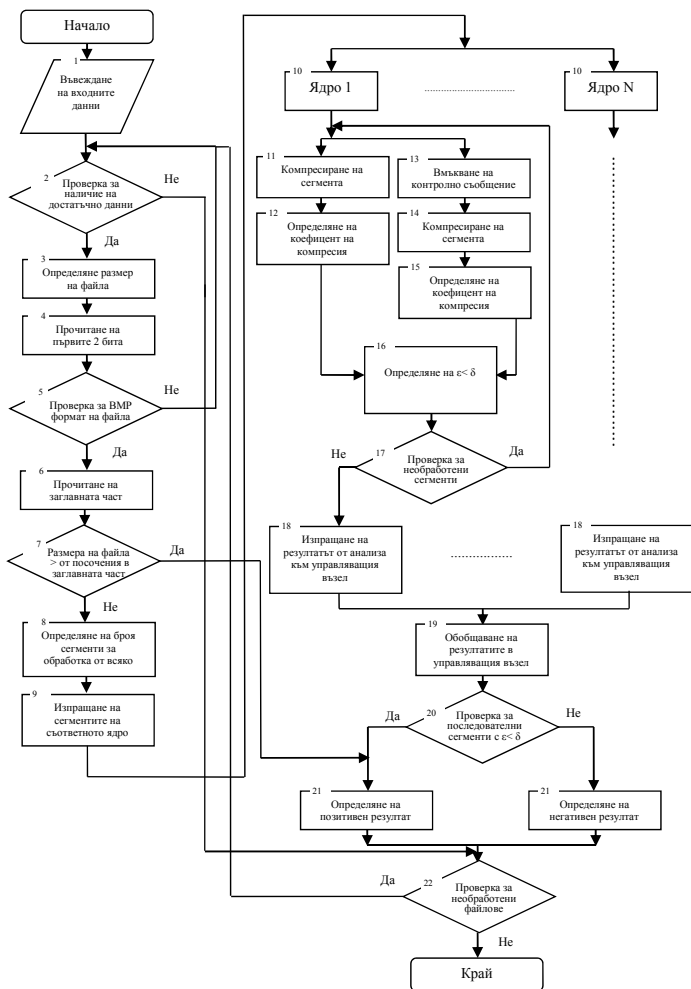 Начало
1
Въвеждане
на входните
данни
2
Проверка за
наличие на
достатъчно данни
Не
Да
3
Определяне размер
на файла
4
Прочитане на
първите 2 бита
5
Проверка за BMP
формат на файла
Не
Да
6
Прочитане на
заглавната част
7
Размера на файла
> от посочения в
заглавната част
Да
Не
8
Определяне на броя
сегменти за
обработка от всяко
9
Изпращане на
сегментите на
съответното ядро
10
Ядро 1
10
Ядро N
11
Компресиране на
сегмента
12
Определяне на
коефицент на
компресия
13
Вмъкване на
контролно съобщение
14
Компресиране на
сегмента
15
Определяне на
коефицент на
компресия
16
Определяне на ε< δ
17
Проверка за
необработени
сегменти
Не
Да
18
Изпращане на
резултатът от анализа
към управляващия
възел
18
Изпращане на
резултатът от анализа
към управляващия
възел
19
Обобщаване на
резултатите в
управляващия възел
20
Проверка за
последователни
сегменти с ε< δ
Да
Не
21
Определяне на
позитивен резултат
21
Определяне на
негативен резултат
22
Проверка за
необработени
файлове
Да
Не
Край